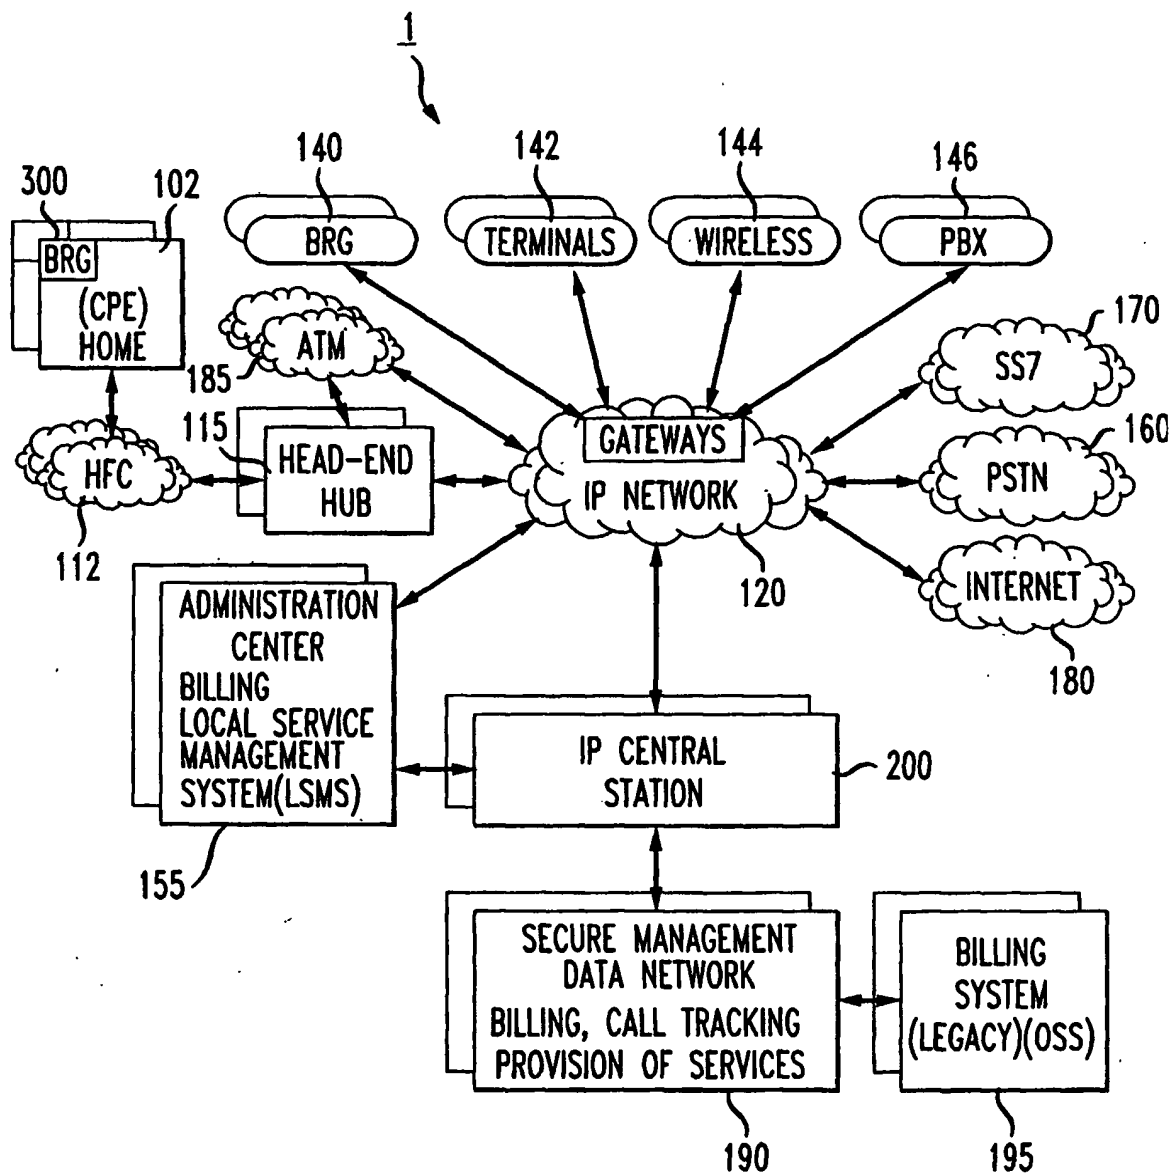 1
140
142
144
146
300
102
BRG
TERMINALS
WIRELESS
PBX
BRG
(CPE)
HOME
ATM
185
170
SS7
115
HEAD-END
HUB
GATEWAYS
IP NETWORK
160
PSTN
HFC
112
120
INTERNET
180
ADMINISTRATION
CENTER
BILLING
LOCAL SERVICE
MANAGEMENT
SYSTEM(LSMS)
155
IP CENTRAL
STATION
200
SECURE MANAGEMENT
DATA NETWORK
BILLING, CALL TRACKING
PROVISION OF SERVICES
190
BILLING
SYSTEM
(LEGACY)(OSS)
195